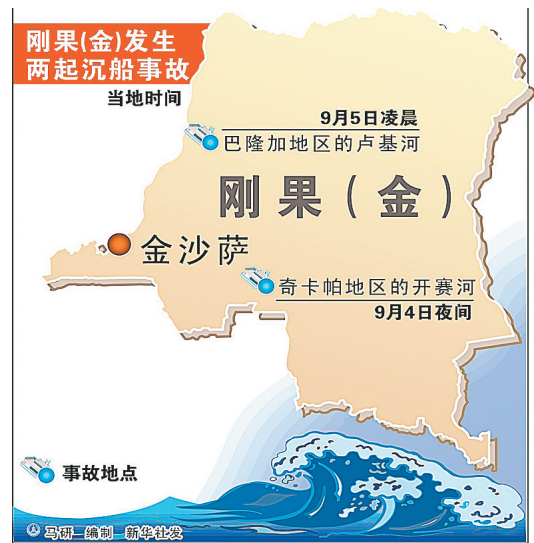 刚果(金)发生
两起沉船事故
当地时间
9月5日凌晨
巴隆加地区的卢基河
刚果(金)
金沙萨
奇卡帕地区的开赛河
9月4日夜间
事故地点
马研 编制 新华社发